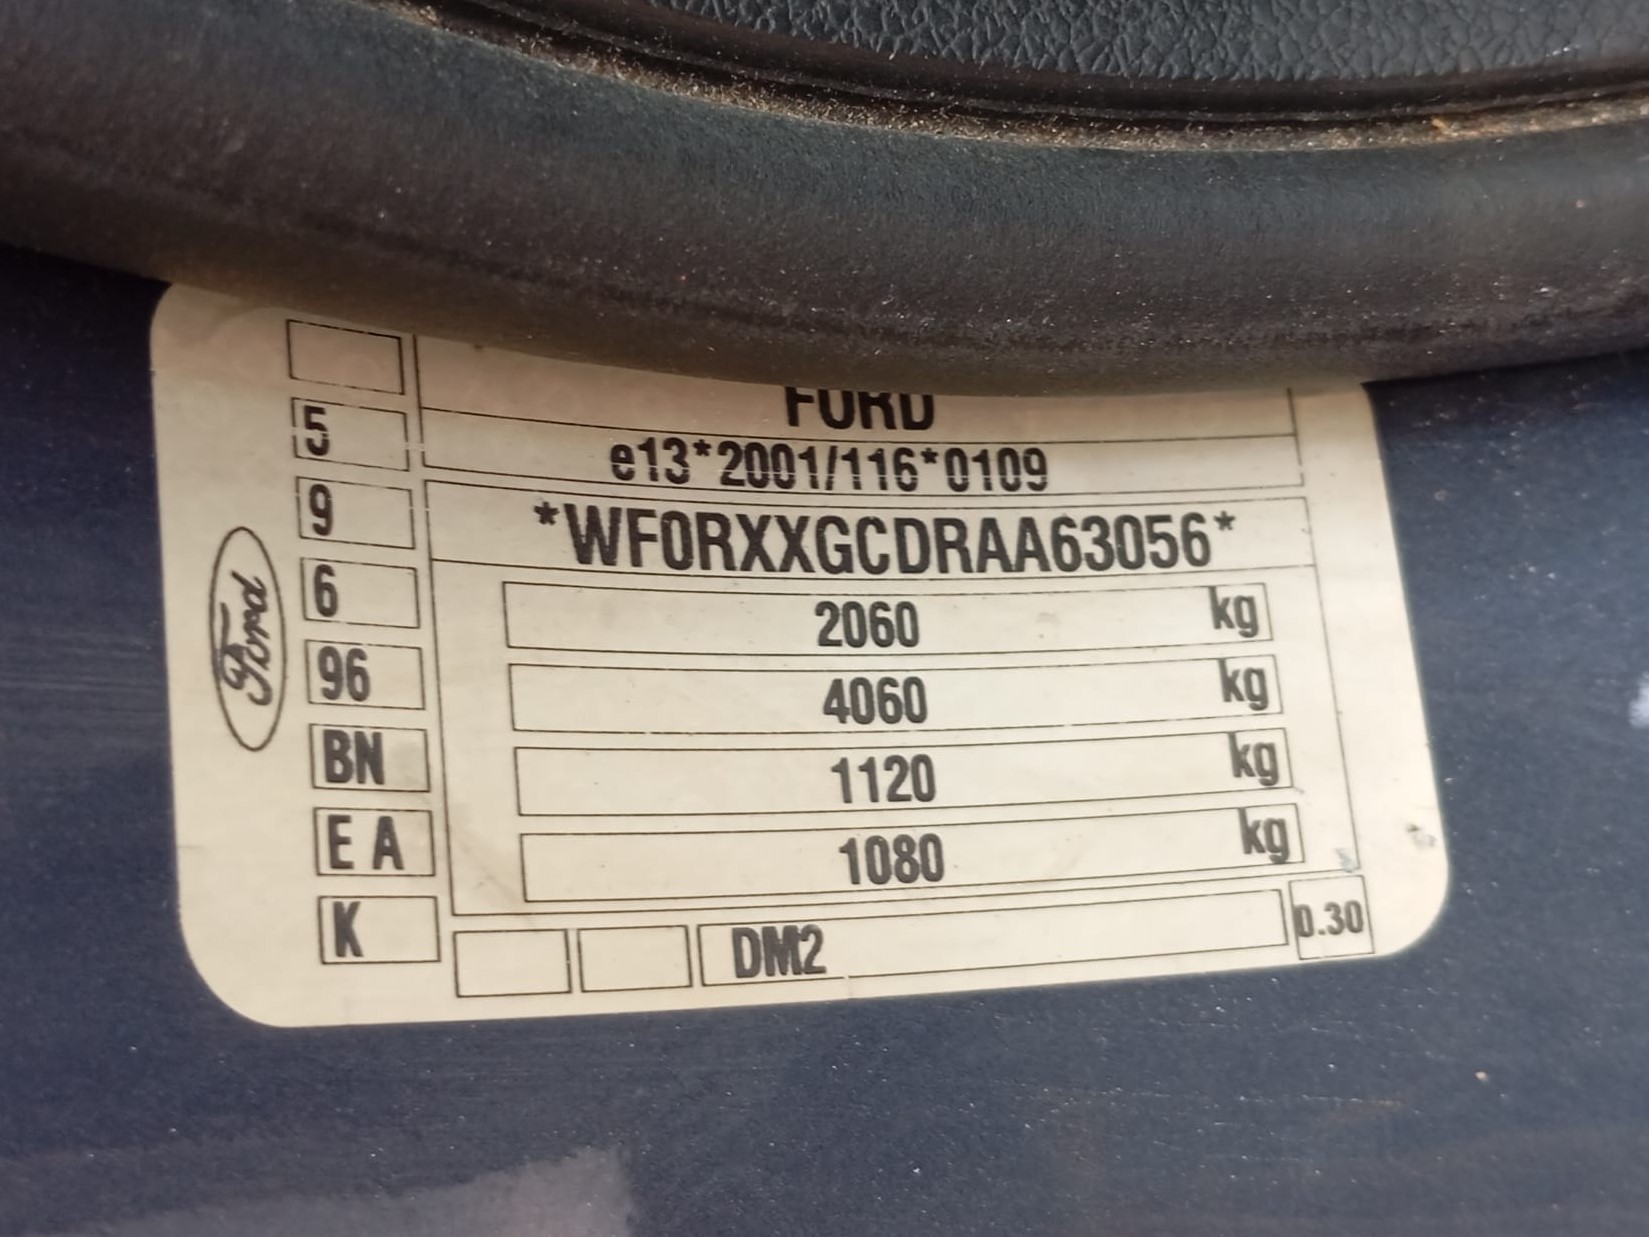 FORD
e13*2001/116*0109
*WF0RXXGCDRAA63056*
2060 kg
4060 kg
1120 kg
1080 kg
DM2
0.30
5
9
6
96
BN
E A
K
Ford